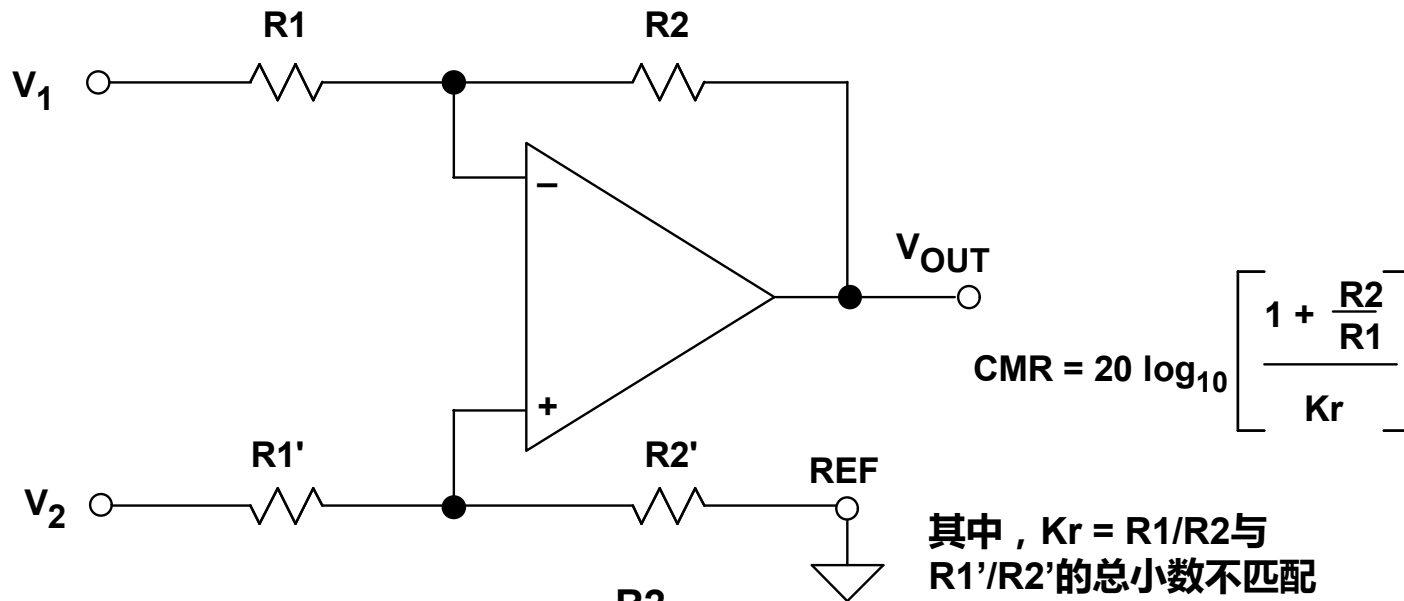 R1
R2
V1
–
VOUT
CMR = 20 log10 [ (1 + R2/R1) / Kr ]
+
R1'
R2'
REF
V2
其中，Kr = R1/R2与
R1’/R2’的总小数不匹配
R2